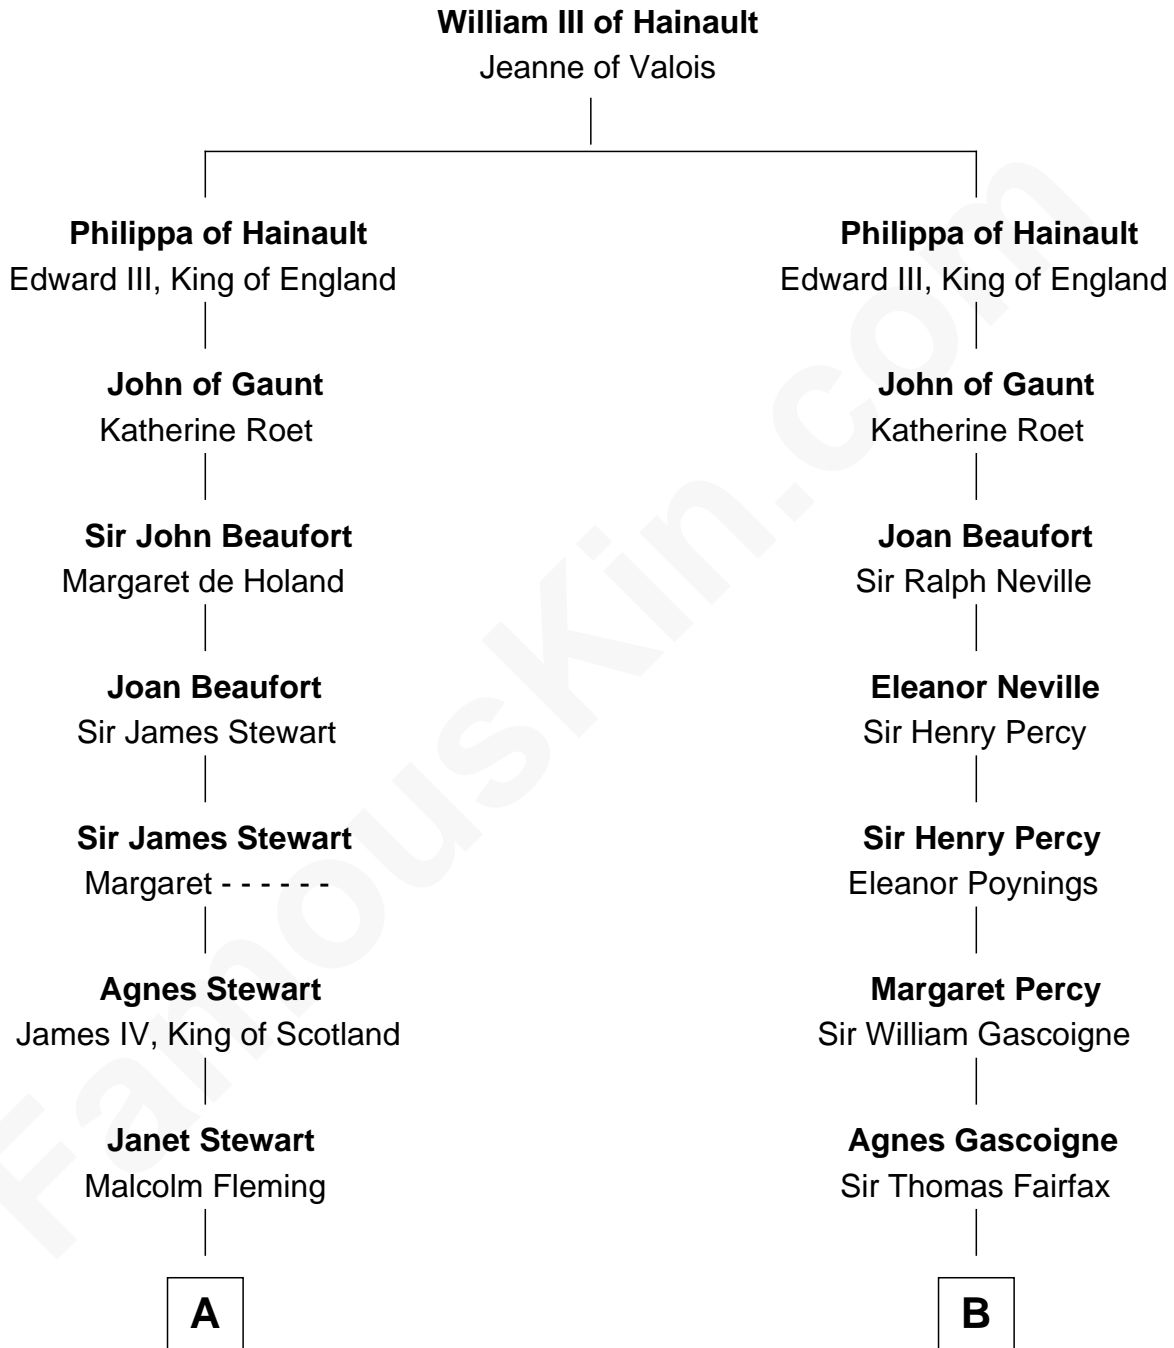 William III of Hainault
Jeanne of Valois
Philippa of Hainault
Edward III, King of England
John of Gaunt
Katherine Roet
Sir John Beaufort
Margaret de Holand
Joan Beaufort
Sir James Stewart
Sir James Stewart
Margaret - - - - - -
Agnes Stewart
James IV, King of Scotland
Janet Stewart
Malcolm Fleming
A
Philippa of Hainault
Edward III, King of England
John of Gaunt
Katherine Roet
Joan Beaufort
Sir Ralph Neville
Eleanor Neville
Sir Henry Percy
Sir Henry Percy
Eleanor Poynings
Margaret Percy
Sir William Gascoigne
Agnes Gascoigne
Sir Thomas Fairfax
B
FamousKin.com